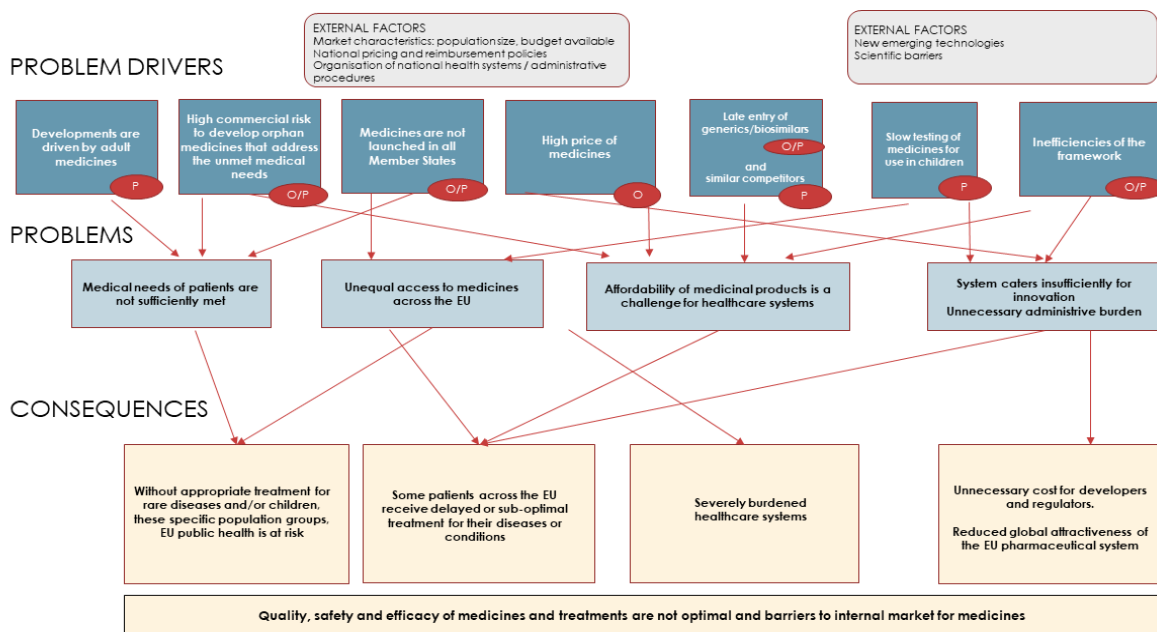 EXTERNAL FACTORS
Market characteristics: population size, budget available
National pricing and reimbursement policies
Organisation of national health systems / administrative
procedures
EXTERNAL FACTORS
New emerging technologies
Scientific barriers
PROBLEM DRIVERS
Developments are
driven by adult
medicines
P
High commercial risk
to develop orphan
medicines that address
the unmet medical
needs
O/P
Medicines are not
launched in all
Member States
O/P
High price of
medicines
O
Late entry of
generics/biosimilars
O/P
and
similar competitors
P
Slow testing of
medicines for
use in children
P
Inefficiencies of the
framework
O/P
PROBLEMS
Medical needs of patients are
not sufficiently met
Unequal access to medicines
across the EU
Affordability of medicinal products is a
challenge for healthcare systems
System caters insufficiently for
innovation
Unnecessary administrive burden
CONSEQUENCES
Without appropriate treatment for
rare diseases and/or children,
these specific population groups,
EU public health is at risk
Some patients across the EU
receive delayed or sub-optimal
treatment for their diseases or
conditions
Severely burdened
healthcare systems
Unnecessary cost for developers
and regulators.
Reduced global attractiveness of
the EU pharmaceutical system
Quality, safety and efficacy of medicines and treatments are not optimal and barriers to internal market for medicines